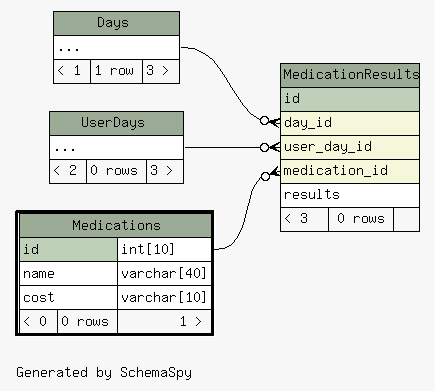 Days
...
< 1 1 row 3 >
UserDays
...
< 2 0 rows 3 >
Medications
id int[10]
name varchar[40]
cost varchar[10]
< 0 0 rows 1 >
MedicationResults
id
day_id
user_day_id
medication_id
results
< 3 0 rows
Generated by SchemaSpy